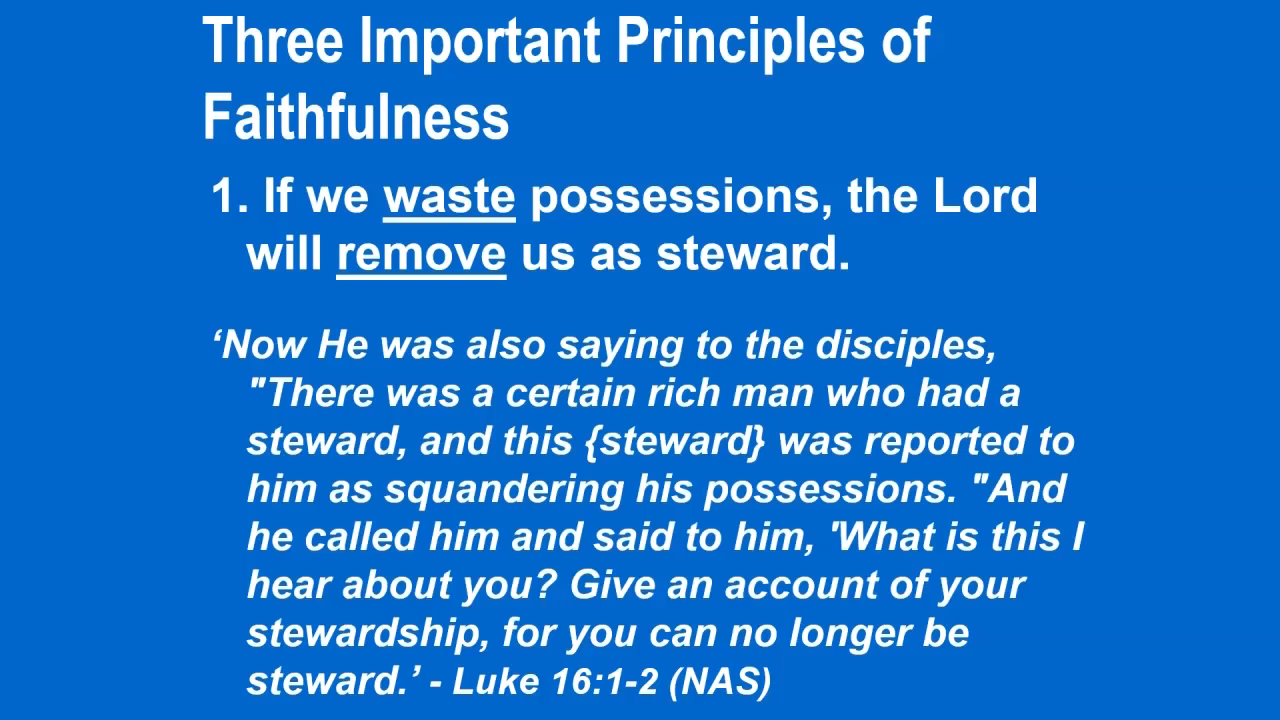 Three Important Principles of
Faithfulness
1. If we waste possessions, the Lord
will remove us as steward.
‘Now He was also saying to the disciples,
"There was a certain rich man who had a
steward, and this {steward} was reported to
him as squandering his possessions. "And
he called him and said to him, 'What is this I
hear about you? Give an account of your
stewardship, for you can no longer be
steward.’ - Luke 16:1-2 (NAS)